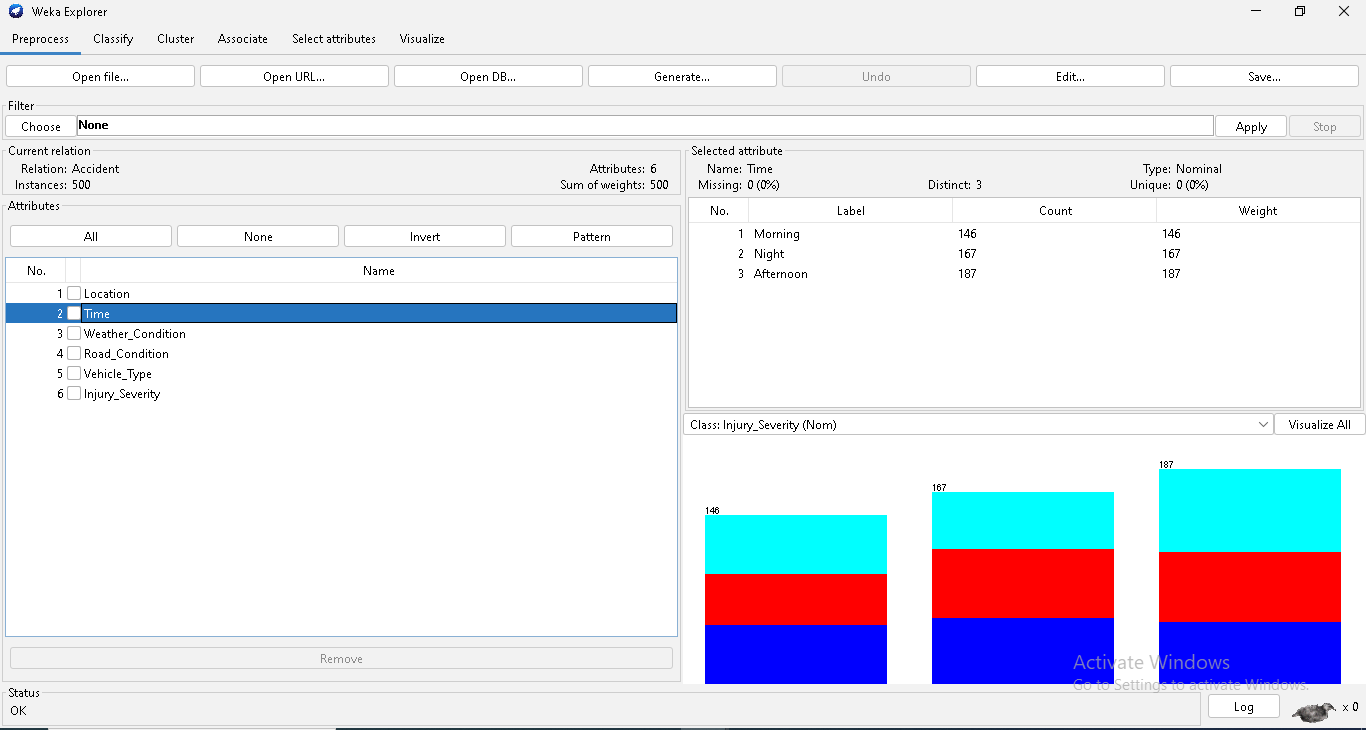 Weka Explorer
Preprocess Classify Cluster Associate Select attributes Visualize
Open file... Open URL... Open DB... Generate... Undo Edit... Save...
Filter
Choose None Apply Stop
Current relation
Relation: Accident Attributes: 6
Instances: 500 Sum of weights: 500
Attributes
All None Invert Pattern
No. Name
1 Location
2 Time
3 Weather_Condition
4 Road_Condition
5 Vehicle_Type
6 Injury_Severity
Remove
Selected attribute
Name: Time Type: Nominal
Missing: 0 (0%) Distinct: 3 Unique: 0 (0%)
No. Label Count Weight
1 Morning 146 146
2 Night 167 167
3 Afternoon 187 187
Class: Injury_Severity (Nom) Visualize All
146
167
187
Activate Windows
Go to Settings to activate Windows.
Status
OK
Log x 0